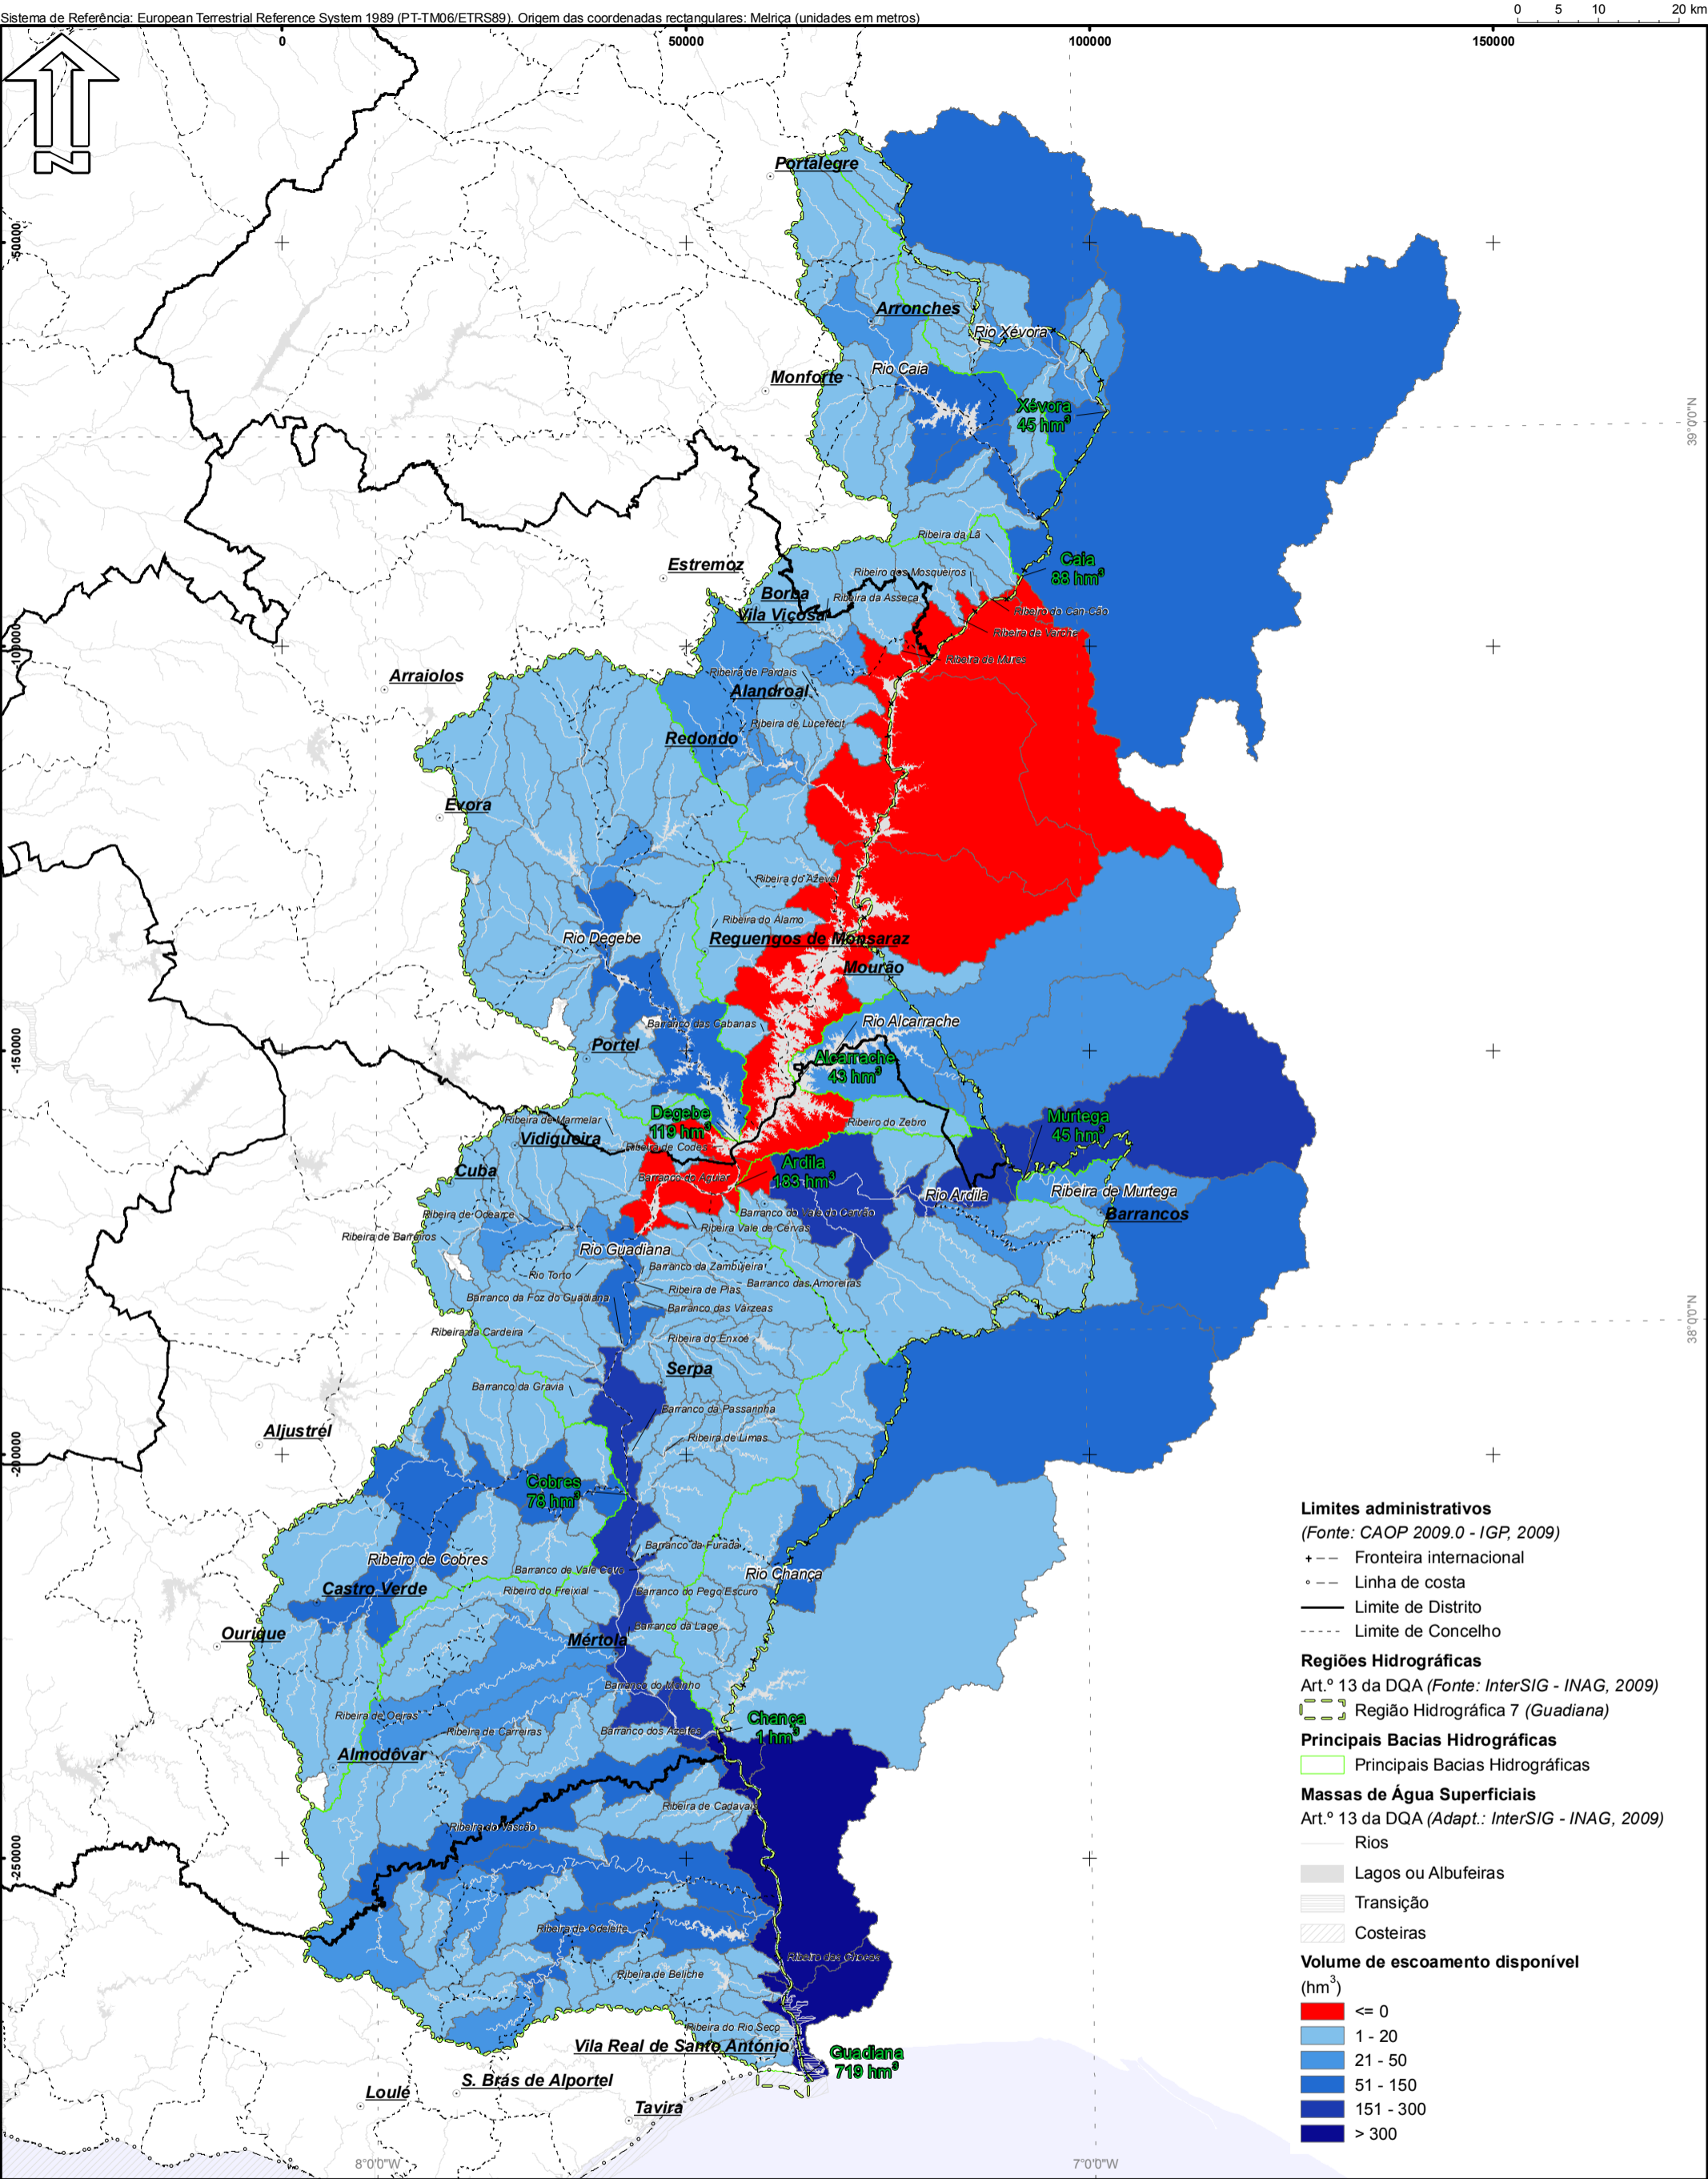 Sistema de Referência: European Terrestrial Reference System 1989 (PT-TM06/ETRS89). Origem das coordenadas rectangulares: Melriça (unidades em metros)
0 5 10 20 km
0 50000 100000 150000
N
Portalegre
-50000
Arronches
Rio Xévora
Rio Caia
Monforte
Xévora
45 hm³
39°0'0"N
Ribeira da Lã
Estremoz
Caia
88 hm³
Ribeiro dos Mosqueiros
Borba
Ribeira da Asseca
Vila Viçosa
Ribeiro de Can-Cão
Ribeira de Varche
-100000
Ribeira de Mures
Arraiolos
Ribeira de Pardais
Alandroal
Ribeira de Lucefécit
Redondo
Évora
Ribeira do Azevel
Ribeira do Álamo
Rio Degebe
Reguengos de Monsaraz
Mourão
Rio Alcarrache
Barranco das Cabanas
-150000
Portel
Alcarrache
43 hm³
Degebe
119 hm³
Murtega
45 hm³
Ribeira de Marmelar
Ribeiro do Zebro
Vidigueira
Ribeira de Codes
Ardila
183 hm³
Cuba
Barranco do Aguiar
Rio Ardila
Ribeira de Murtega
Barrancos
Ribeira de Odearce
Barranco do Vale do Carvão
Ribeira Vale de Cervas
Ribeira de Barreiros
Rio Guadiana
Barranco da Zambujeira
Rio Torto
Barranco das Amoreiras
Ribeira de Pias
Barranco da Foz do Guadiana
Barranco das Várzeas
Ribeira da Cardeira
Ribeira do Enxoé
38°0'0"N
Serpa
Barranco da Gravia
Barranco da Passarinha
Aljustrel
Ribeira de Limas
-200000
Cobres
78 hm³
Barranco da Furada
Ribeiro de Cobres
Barranco de Vale Covo
Rio Chança
Castro Verde
Ribeiro do Freixial
Barranco do Pego Escuro
Barranco da Lage
Ourique
Mértola
Barranco do Moinho
Ribeira de Oeiras
Chança
1 hm³
Ribeira de Carreiras
Barranco dos Azeites
Almodôvar
Ribeira de Cadavais
Ribeira do Vascão
-250000
Ribeira de Odeleite
Ribeira de Beliche
Ribeiro do Rio Seco
Vila Real de Santo António
Guadiana
719 hm³
S. Brás de Alportel
Loulé
Tavira
8°0'0"W 7°0'0"W
Limites administrativos
(Fonte: CAOP 2009.0 - IGP, 2009)
Fronteira internacional
Linha de costa
Limite de Distrito
Limite de Concelho
Regiões Hidrográficas
Art.º 13 da DQA (Fonte: InterSIG - INAG, 2009)
Região Hidrográfica 7 (Guadiana)
Principais Bacias Hidrográficas
Principais Bacias Hidrográficas
Massas de Água Superficiais
Art.º 13 da DQA (Adapt.: InterSIG - INAG, 2009)
Rios
Lagos ou Albufeiras
Transição
Costeiras
Volume de escoamento disponível
(hm³)
<= 0
1 - 20
21 - 50
51 - 150
151 - 300
> 300